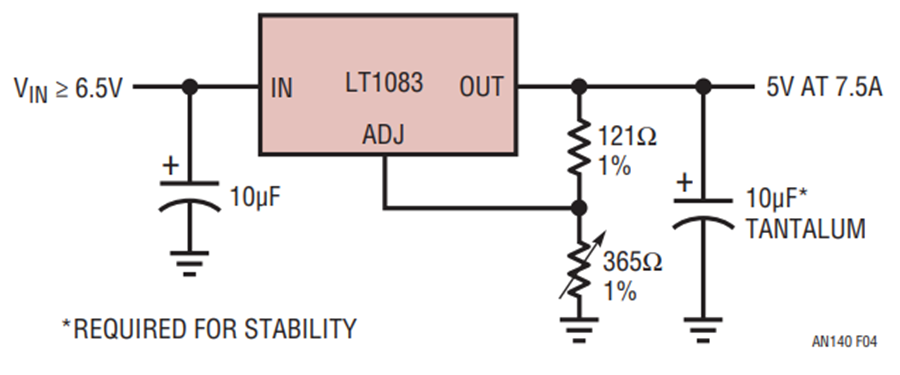 V_IN ≥ 6.5V
IN
LT1083
OUT
ADJ
5V AT 7.5A
121Ω
1%
+
10µF
+
10µF*
TANTALUM
365Ω
1%
*REQUIRED FOR STABILITY
AN140 F04